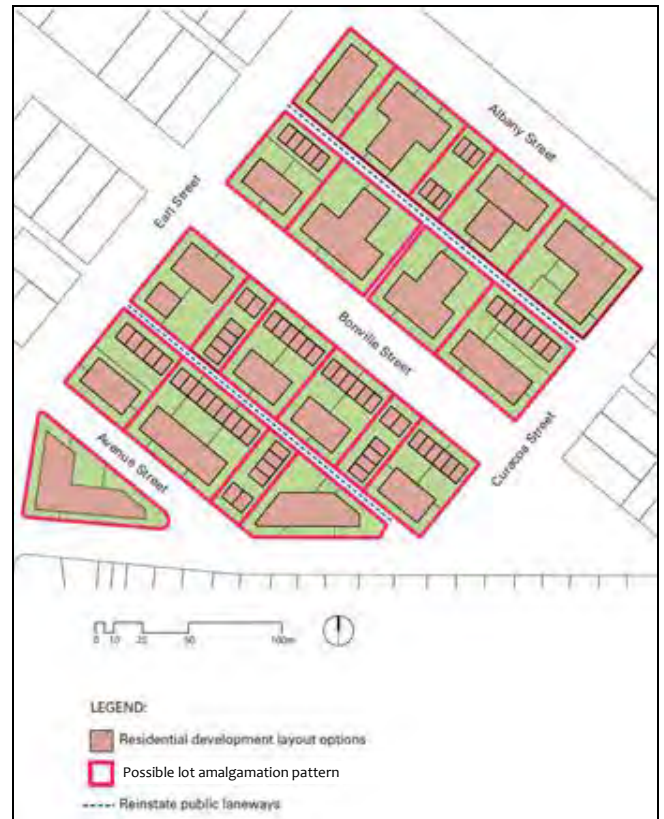 Albany Street
Earl Street
Bonville Street
Curacoa Street
Avenue Street
0 10 25 50 100m
LEGEND:
Residential development layout options
Possible lot amalgamation pattern
Reinstate public laneways